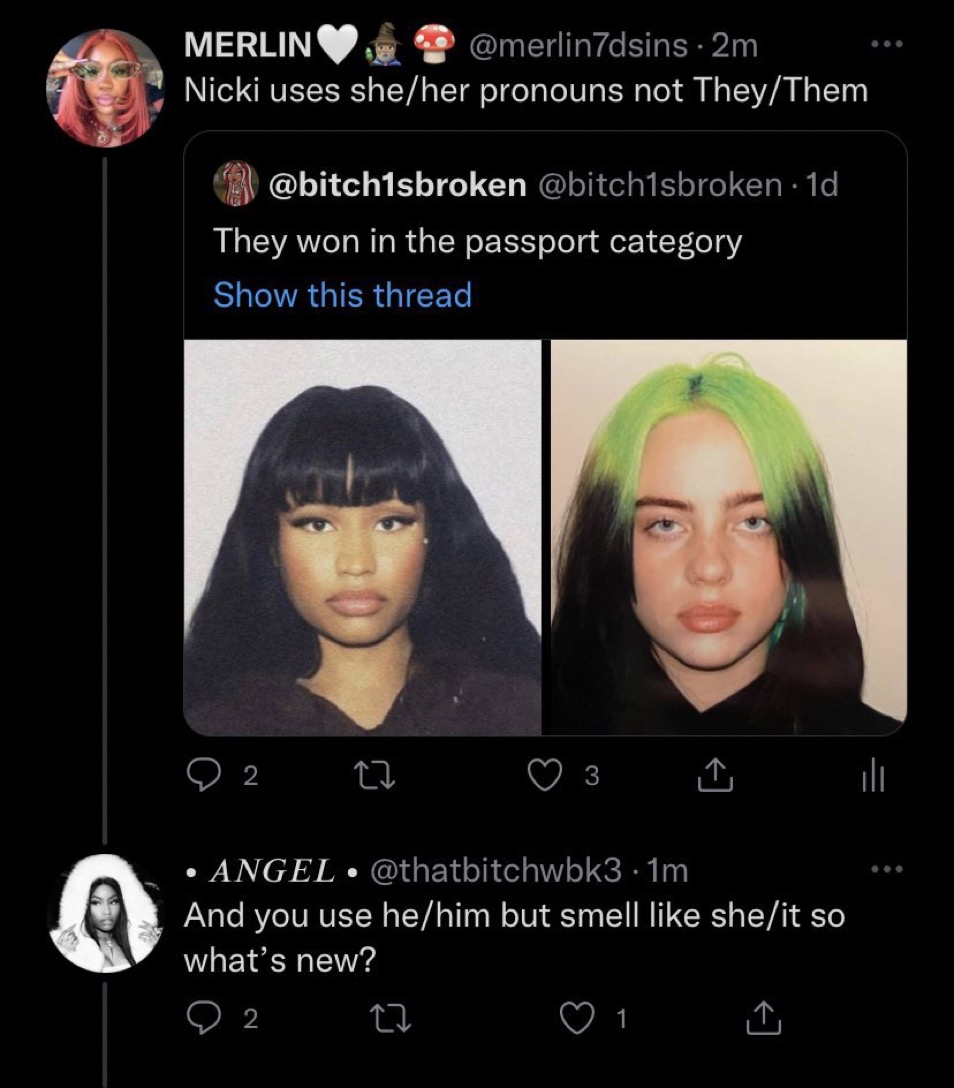 MERLIN🤍🧙‍♂️🍄 @merlin7dsins · 2m
Nicki uses she/her pronouns not They/Them
@bitch1sbroken @bitch1sbroken · 1d
They won in the passport category
Show this thread
2 3
• 𝐴𝑁𝐺𝐸𝐿 • @thatbitchwbk3 · 1m
And you use he/him but smell like she/it so
what’s new?
2 1